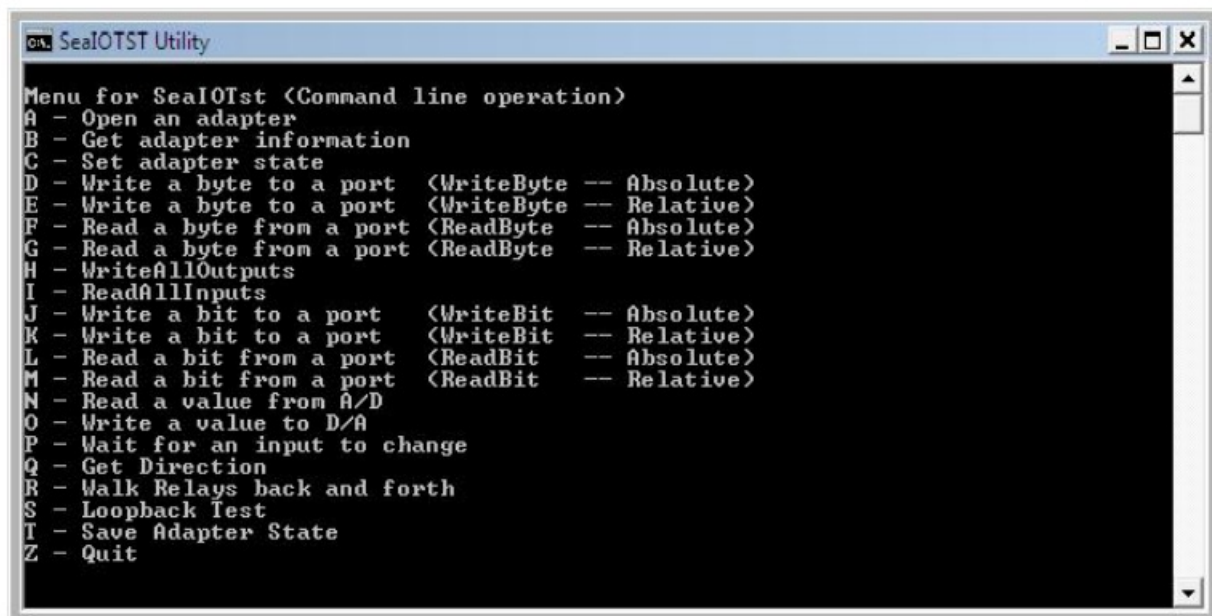 SeaIOTST Utility
Menu for SeaIOTst (Command line operation)
A - Open an adapter
B - Get adapter information
C - Set adapter state
D - Write a byte to a port (WriteByte -- Absolute)
E - Write a byte to a port (WriteByte -- Relative)
F - Read a byte from a port (ReadByte -- Absolute)
G - Read a byte from a port (ReadByte -- Relative)
H - WriteAllOutputs
I - ReadAllInputs
J - Write a bit to a port (WriteBit -- Absolute)
K - Write a bit to a port (WriteBit -- Relative)
L - Read a bit from a port (ReadBit -- Absolute)
M - Read a bit from a port (ReadBit -- Relative)
N - Read a value from A/D
O - Write a value to D/A
P - Wait for an input to change
Q - Get Direction
R - Walk Relays back and forth
S - Loopback Test
T - Save Adapter State
Z - Quit